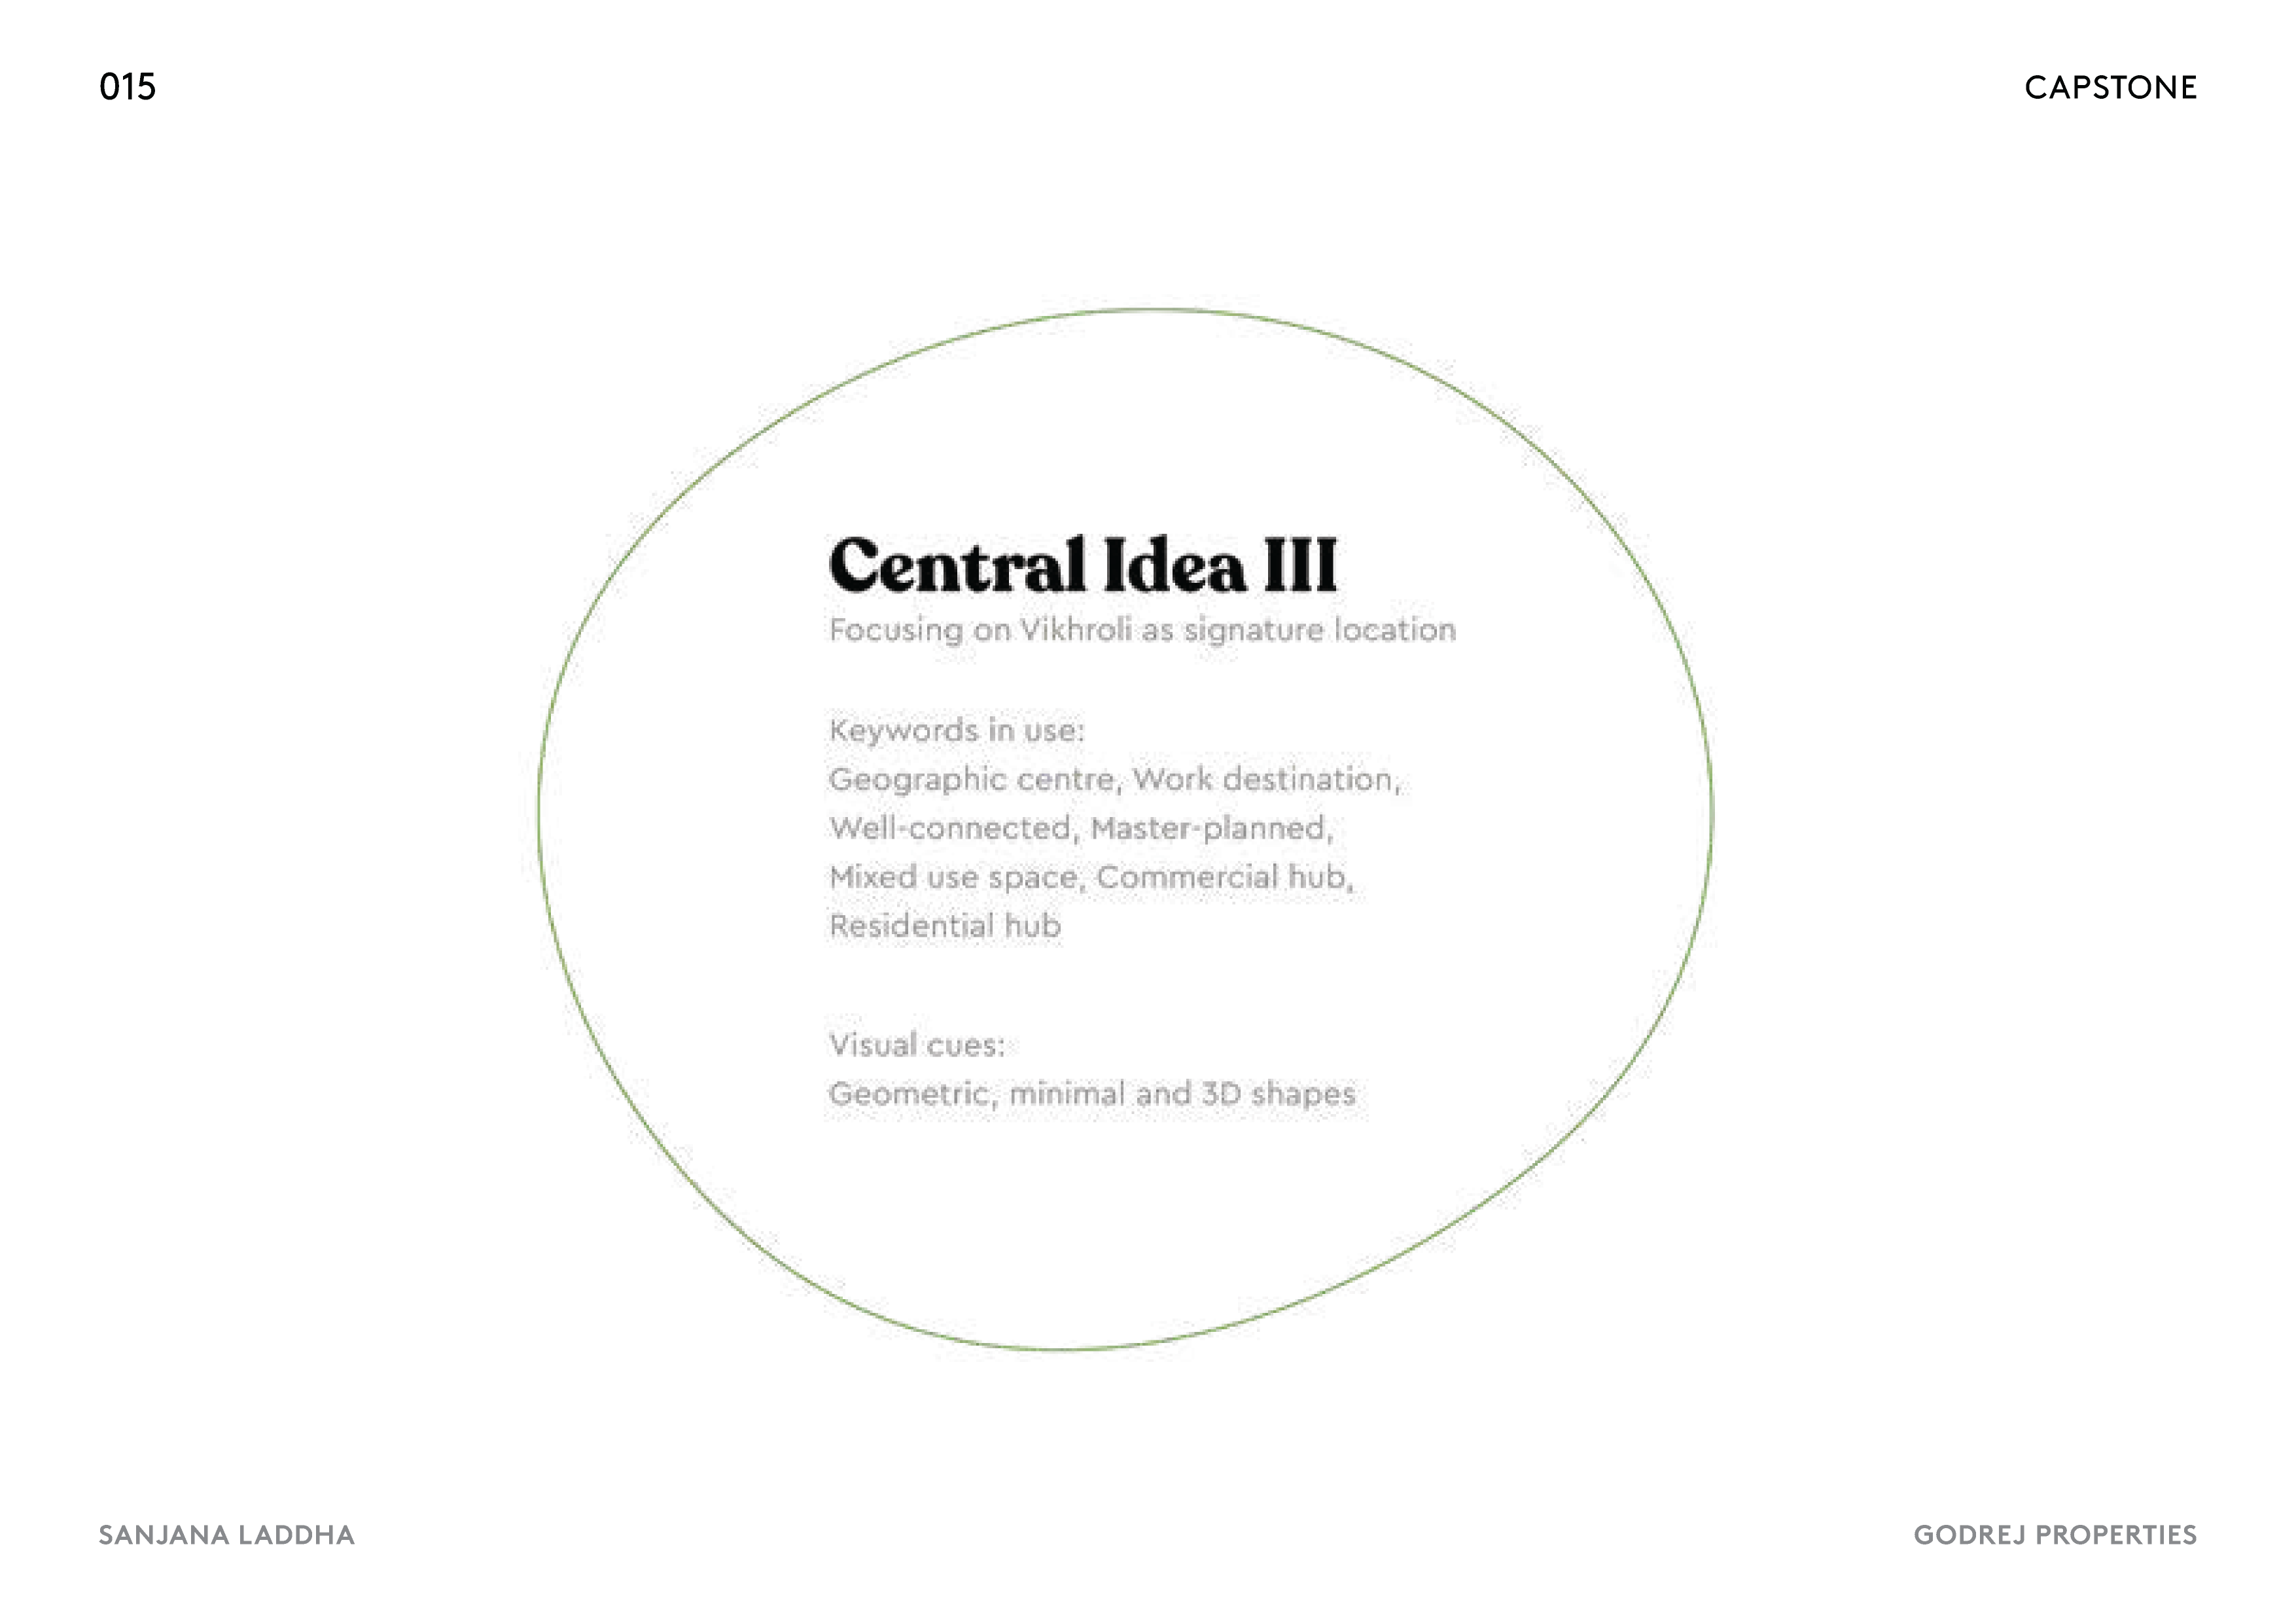 015
CAPSTONE
Central Idea III
Focusing on Vikhroli as signature location
Keywords in use:
Geographic centre, Work destination,
Well-connected, Master-planned,
Mixed use space, Commercial hub,
Residential hub
Visual cues:
Geometric, minimal and 3D shapes
SANJANA LADDHA
GODREJ PROPERTIES